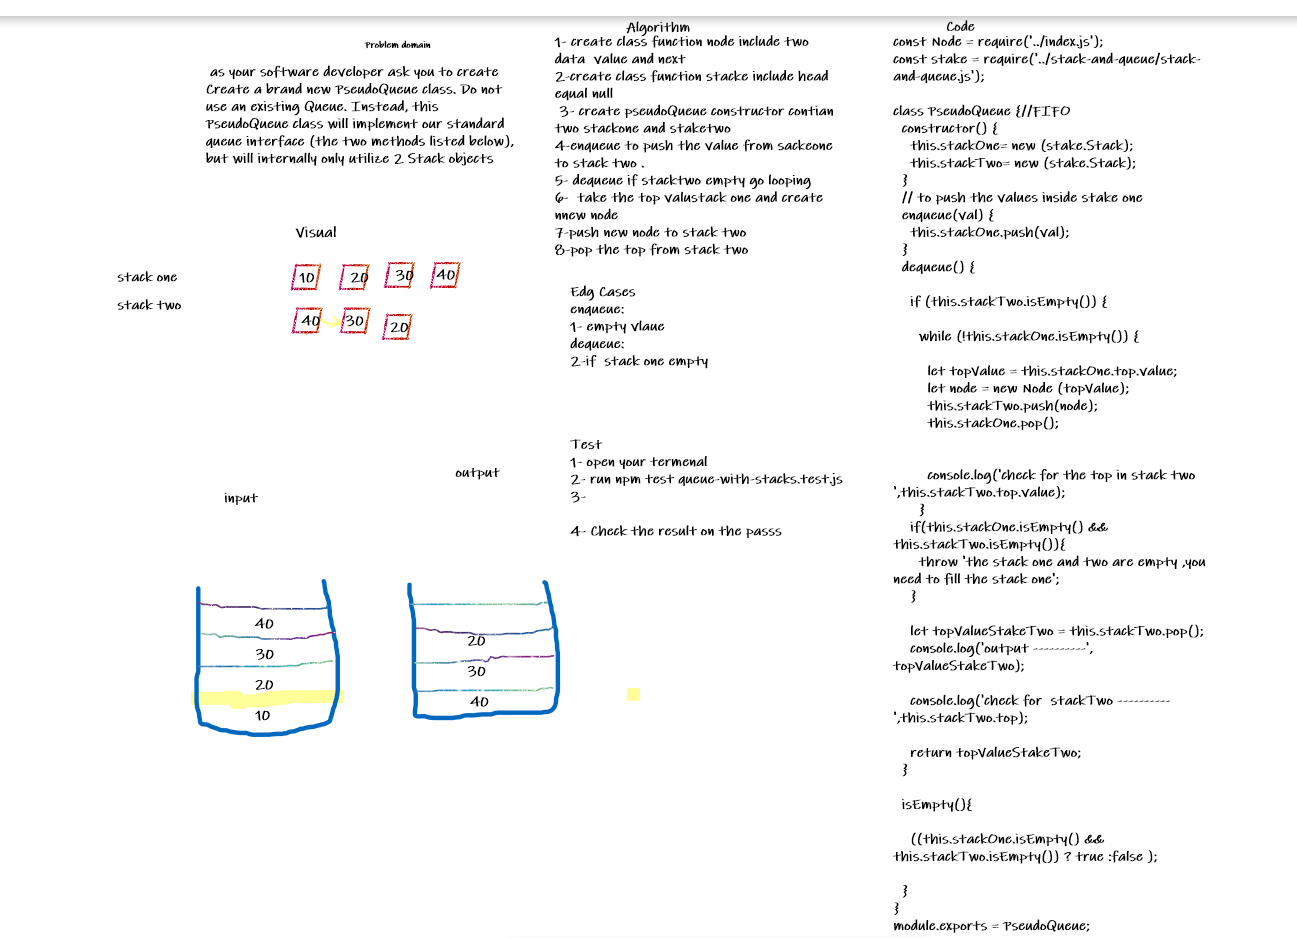 Problem domain
as your software developer ask you to create
Create a brand new PseudoQueue class. Do not
use an existing Queue. Instead, this
PseudoQueue class will implement our standard
queue interface (the two methods listed below),
but will internally only utilize 2 Stack objects
Visual
stack one
10 20 30 40
stack two
40 30 20
input
output
40
30
20
10
20
30
40
Algorithm
1- create class function node include two
data value and next
2-create class function stacke include head
equal null
3- create pseudoQueue constructor contian
two stackone and staketwo
4-enqueue to push the value from sackeone
to stack two .
5- dequeue if stacktwo empty go looping
6- take the top valustack one and create
nnew node
7-push new node to stack two
8-pop the top from stack two
Edg Cases
enqueue:
1- empty vlaue
dequeue:
2-if stack one empty
Test
1- open your termenal
2- run npm test queue-with-stacks.test.js
3-
4- Check the result on the passs
Code
const Node = require('../index.js');
const stake = require('../stack-and-queue/stack-
and-queue.js');
class PseudoQueue {//FIFO
constructor() {
this.stackOne= new (stake.Stack);
this.stackTwo= new (stake.Stack);
}
// to push the values inside stake one
enqueue(val) {
this.stackOne.push(val);
}
dequeue() {
if (this.stackTwo.isEmpty()) {
while (!this.stackOne.isEmpty()) {
let topValue = this.stackOne.top.value;
let node = new Node (topValue);
this.stackTwo.push(node);
this.stackOne.pop();
console.log('check for the top in stack two
',this.stackTwo.top.value);
}
if(this.stackOne.isEmpty() &&
this.stackTwo.isEmpty()){
throw 'the stack one and two are empty ,you
need to fill the stack one';
}
let topValueStakeTwo = this.stackTwo.pop();
console.log('output ----------',
topValueStakeTwo);
console.log('check for stackTwo ----------
',this.stackTwo.top);
return topValueStakeTwo;
}
isEmpty(){
((this.stackOne.isEmpty() &&
this.stackTwo.isEmpty()) ? true :false );
}
}
module.exports = PseudoQueue;